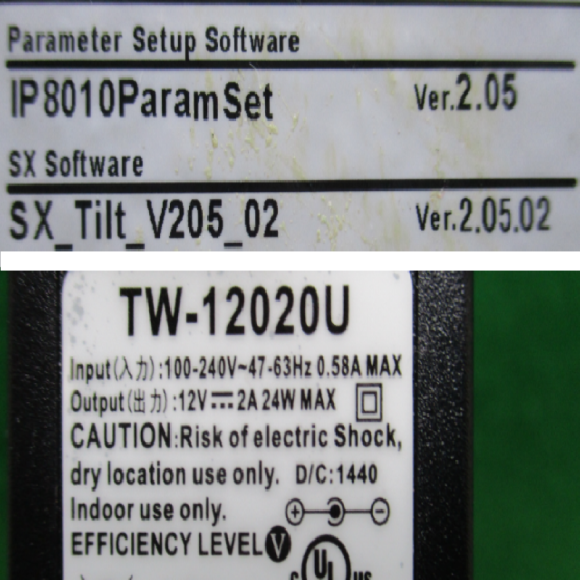 Parameter Setup Software
IP8010ParamSet Ver.2.05
SX Software
SX_Tilt_V205_02 Ver.2.05.02
TW-12020U
Input(入力):100-240V~47-63Hz 0.58A MAX
Output(出力):12V⎓2A 24W MAX
CAUTION:Risk of electric Shock,
dry location use only. D/C:1440
Indoor use only.
EFFICIENCY LEVEL V
c UL us